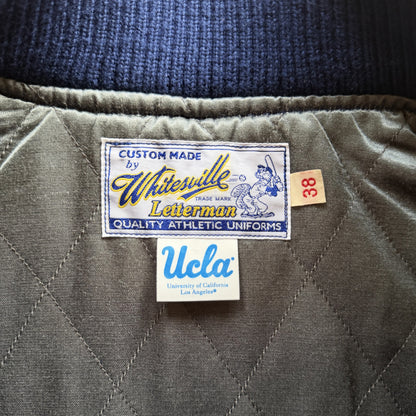 CUSTOM MADE
by
Whitesville
TRADE MARK
Letterman
QUALITY ATHLETIC UNIFORMS
38
Ucla
University of California
Los Angeles®